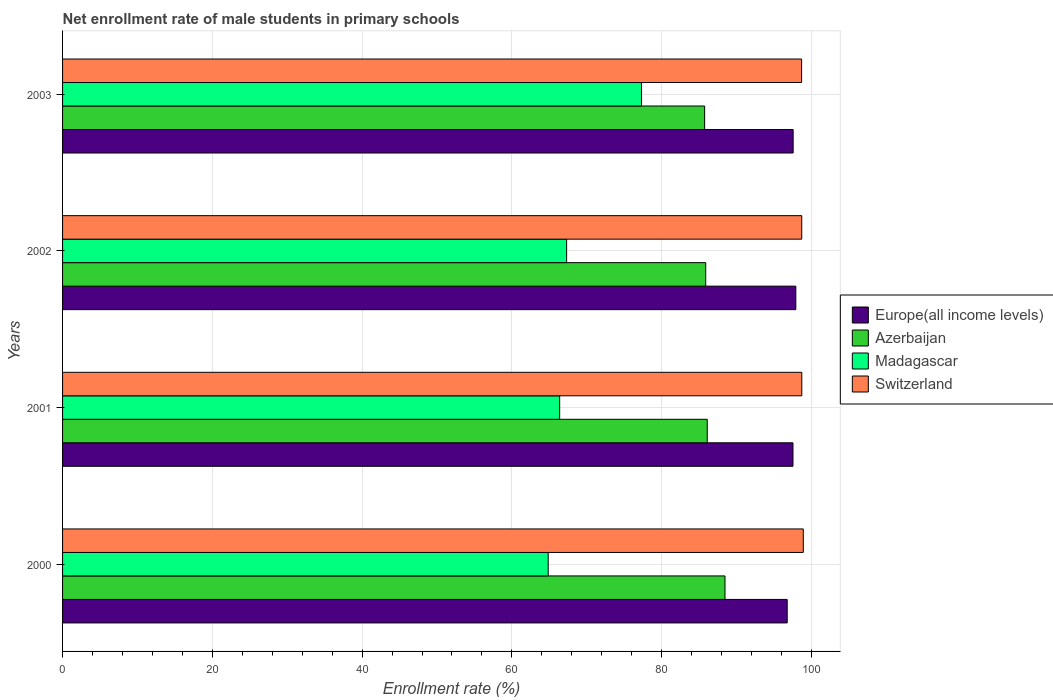 Net enrollment rate of male students in primary schools
2003
2002
2001
2000
Years
0
20
40
60
80
100
Enrollment rate (%)
Europe(all income levels)
Azerbaijan
Madagascar
Switzerland